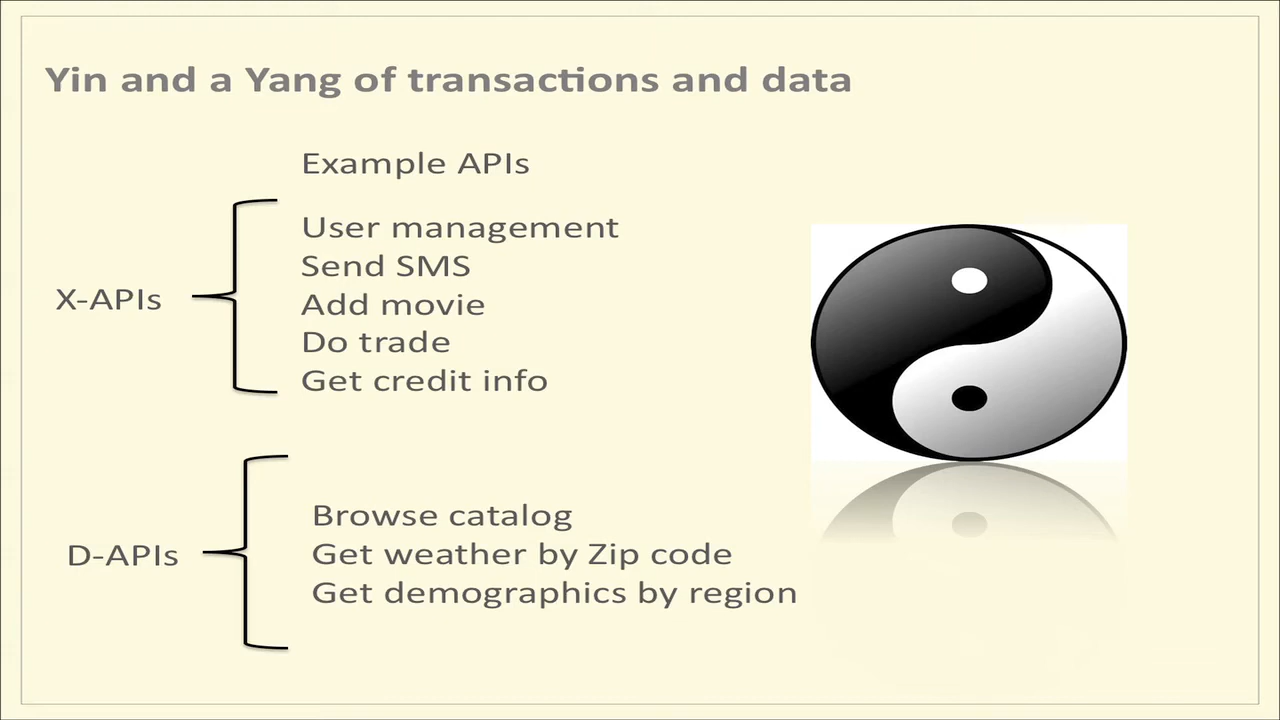 Yin and a Yang of transactions and data
Example APIs
X-APIs
User management
Send SMS
Add movie
Do trade
Get credit info
D-APIs
Browse catalog
Get weather by Zip code
Get demographics by region